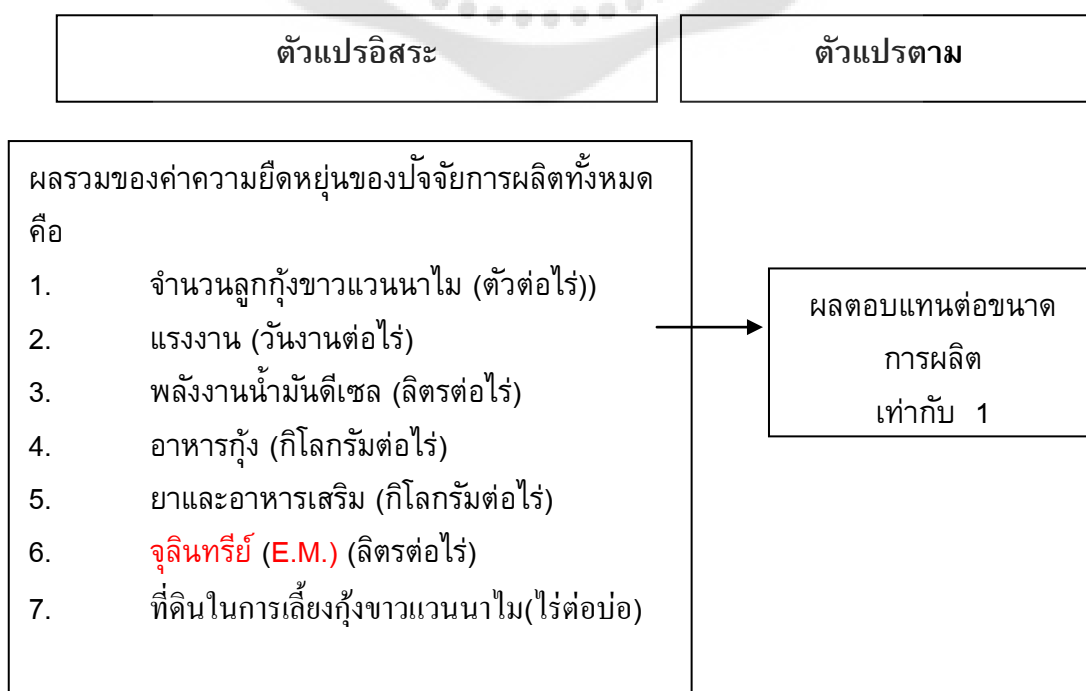 ตัวแปรอิสระ
ตัวแปรตาม
ผลรวมของค่าความยืดหยุ่นของปัจจัยการผลิตทั้งหมด
คือ
1. จำนวนลูกกุ้งขาวแวนนาไม (ตัวต่อไร่))
2. แรงงาน (วันงานต่อไร่)
3. พลังงานน้ำมันดีเซล (ลิตรต่อไร่)
4. อาหารกุ้ง (กิโลกรัมต่อไร่)
5. ยาและอาหารเสริม (กิโลกรัมต่อไร่)
6. จุลินทรีย์ (E.M.) (ลิตรต่อไร่)
7. ที่ดินในการเลี้ยงกุ้งขาวแวนนาไม(ไร่ต่อบ่อ)
ผลตอบแทนต่อขนาด
การผลิต
เท่ากับ 1